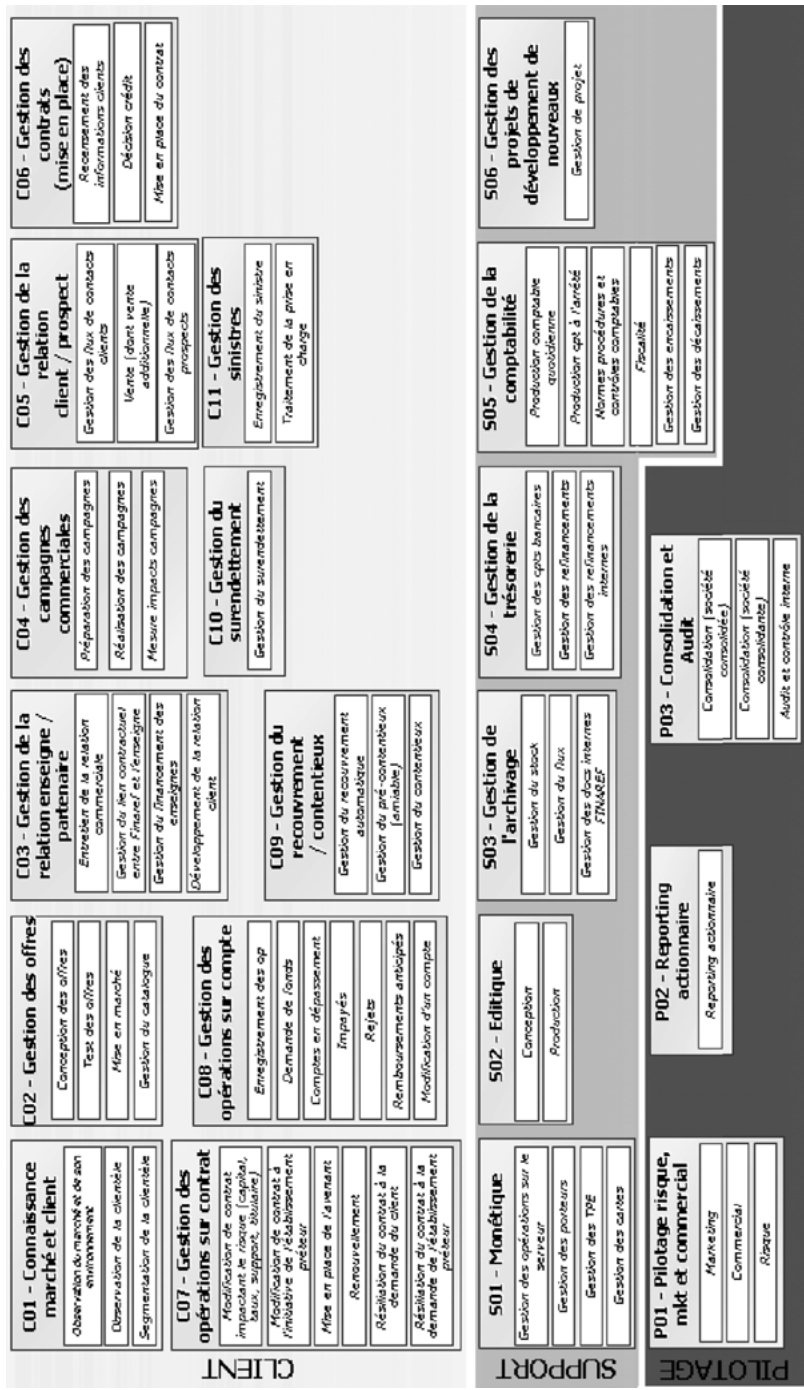 CLIENT
C01 - Connaissance
marché et client
Observation du marché et de son
environnement
Observation de la clientèle
Segmentation de la clientèle
C02 - Gestion des offres
Conception des offres
Test des offres
Mise en marché
Gestion du catalogue
C03 - Gestion de la
relation enseigne /
partenaire
Entretien de la relation
commerciale
Gestion du lien contractuel
entre Finaref et l'enseigne
Gestion du financement des
enseignes
Développement de la relation
client
C04 - Gestion des
campagnes
commerciales
Préparation des campagnes
Réalisation des campagnes
Mesure impacts campagnes
C05 - Gestion de la
relation
client / prospect
Gestion des flux de contacts
clients
Vente (dont vente
additionnelle)
Gestion des flux de contacts
prospects
C06 - Gestion des
contrats
(mise en place)
Recensement des
informations clients
Décision crédit
Mise en place du contrat
C07 - Gestion des
opérations sur contrat
Modification de contrat
impactant le risque (capital,
taux, support, titulaire)
Modification de contrat à
l'initiative de l'établissement
prêteur
Mise en place de l'avenant
Renouvellement
Résiliation du contrat à la
demande du client
Résiliation du contrat à la
demande de l'établissement
prêteur
C08 - Gestion des
opérations sur compte
Enregistrement des op
Demande de fonds
Comptes en dépassement
Impayés
Rejets
Remboursements anticipés
Modification d'un compte
C09 - Gestion du
recouvrement
/ contentieux
Gestion du recouvrement
automatique
Gestion du pré-contentieux
(amiable)
Gestion du contentieux
C10 - Gestion du
surendettement
Gestion du surendettement
C11 - Gestion des
sinistres
Enregistrement du sinistre
Traitement de la prise en
charge
SUPPORT
S01 - Monétique
Gestion des opérations sur le
serveur
Gestion des porteurs
Gestion des TPE
Gestion des cartes
S02 - Editique
Conception
Production
S03 - Gestion de
l'archivage
Gestion du stock
Gestion du flux
Gestion des docs internes
FINAREF
S04 - Gestion de la
trésorerie
Gestion des cpts bancaires
Gestion des refinancements
Gestion des refinancements
internes
S05 - Gestion de la
comptabilité
Production comptable
quotidienne
Production cpt à l'arrêté
Normes procédures et
contrôles comptables
Fiscalité
Gestion des encaissements
Gestion des décaissements
S06 - Gestion des
projets de
développement de
nouveaux
Gestion de projet
PILOTAGE
P01 - Pilotage risque,
mkt et commercial
Marketing
Commercial
Risque
P02 - Reporting
actionnaire
Reporting actionnaire
P03 - Consolidation et
Audit
Consolidation (société
consolidée)
Consolidation (société
consolidante)
Audit et contrôle interne